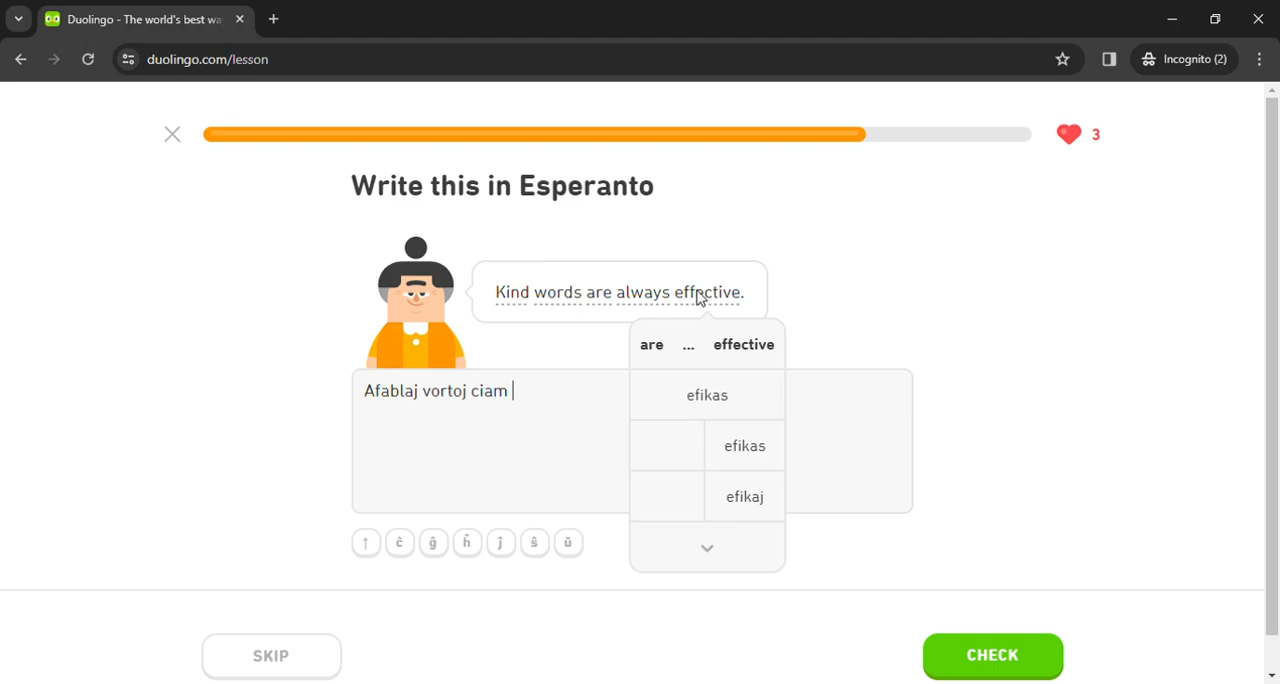 Duolingo - The world's best wa
duolingo.com/lesson
Incognito (2)
3
Write this in Esperanto
Kind words are always effective.
are ... effective
efikas
efikas
efikaj
Afablaj vortoj ciam
↑ ĉ ĝ ĥ ĵ ŝ ŭ
SKIP
CHECK